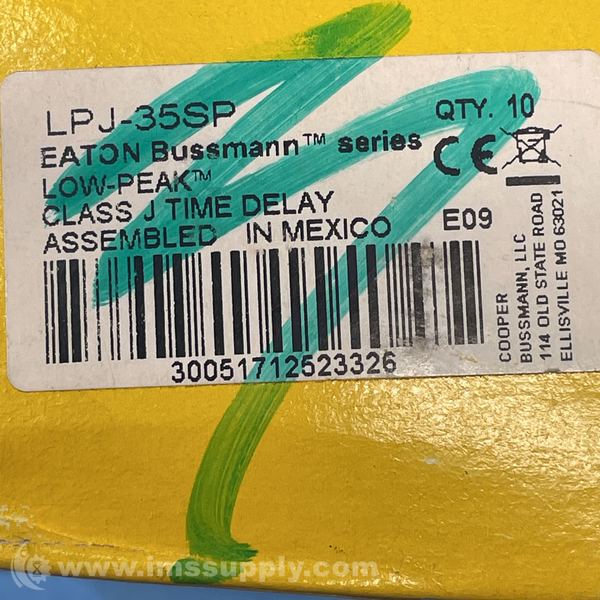 LPJ-35SP QTY. 10
EATON Bussmann™ series
LOW-PEAK™
CLASS J TIME DELAY
ASSEMBLED IN MEXICO E09
CE
30051712523326
COOPER
BUSSMANN, LLC
114 OLD STATE ROAD
ELLISVILLE MO 63021
www.imssupply.com